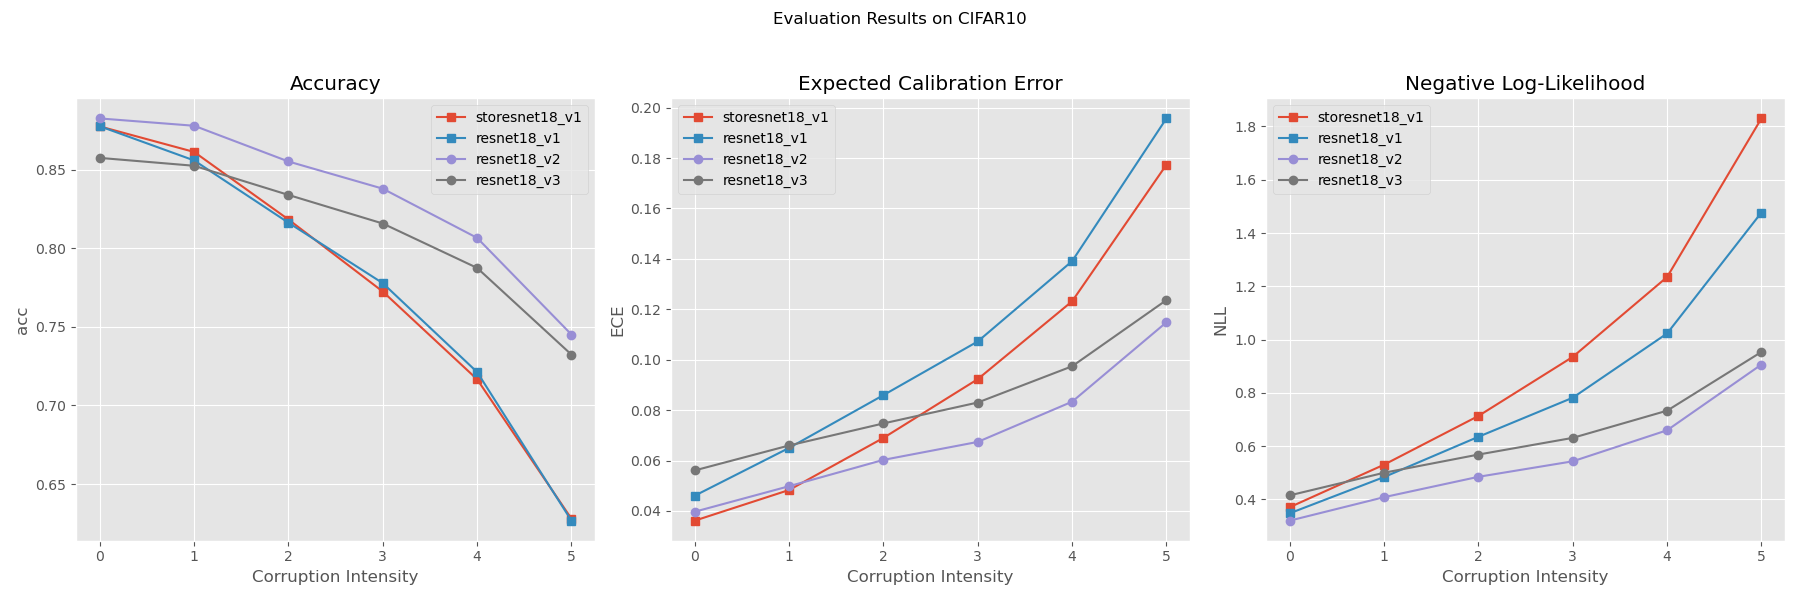 Evaluation Results on CIFAR10
Accuracy
storesnet18_v1
resnet18_v1
resnet18_v2
resnet18_v3
0.85
0.80
0.75
0.70
0.65
acc
0 1 2 3 4 5
Corruption Intensity
Expected Calibration Error
storesnet18_v1
resnet18_v1
resnet18_v2
resnet18_v3
0.20
0.18
0.16
0.14
0.12
0.10
0.08
0.06
0.04
ECE
0 1 2 3 4 5
Corruption Intensity
Negative Log-Likelihood
storesnet18_v1
resnet18_v1
resnet18_v2
resnet18_v3
1.8
1.6
1.4
1.2
1.0
0.8
0.6
0.4
NLL
0 1 2 3 4 5
Corruption Intensity